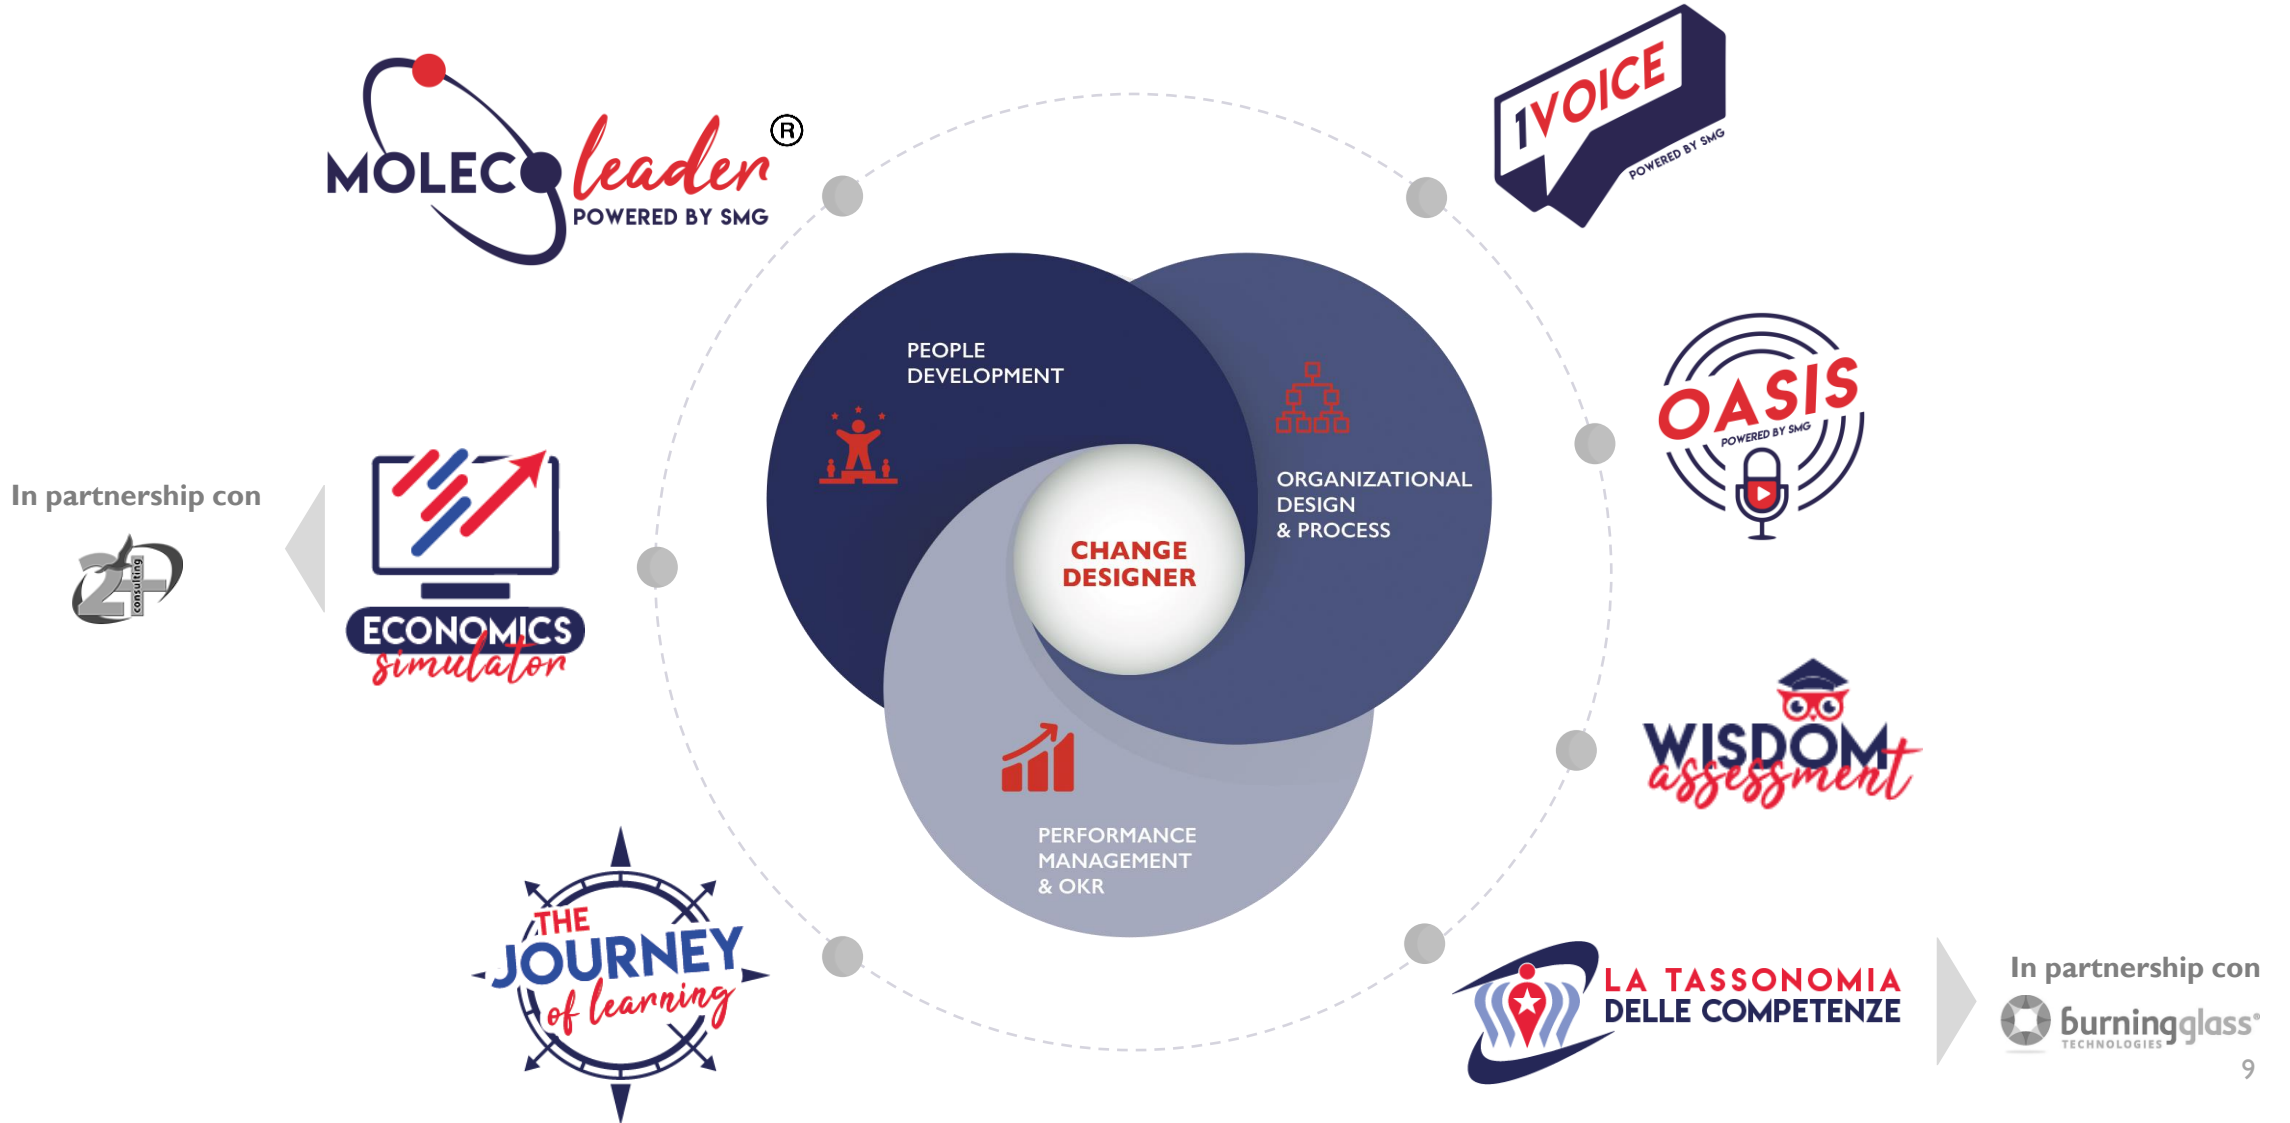 MOLECO leader ®
POWERED BY SMG
1VOICE
POWERED BY SMG
PEOPLE
DEVELOPMENT
ORGANIZATIONAL
DESIGN
& PROCESS
CHANGE
DESIGNER
PERFORMANCE
MANAGEMENT
& OKR
OASIS
POWERED BY SMG
In partnership con
2+
consulting
ECONOMICS
simulator
WISDOM
assessment
THE
JOURNEY
of learning
LA TASSONOMIA
DELLE COMPETENZE
In partnership con
burningglass®
TECHNOLOGIES
9